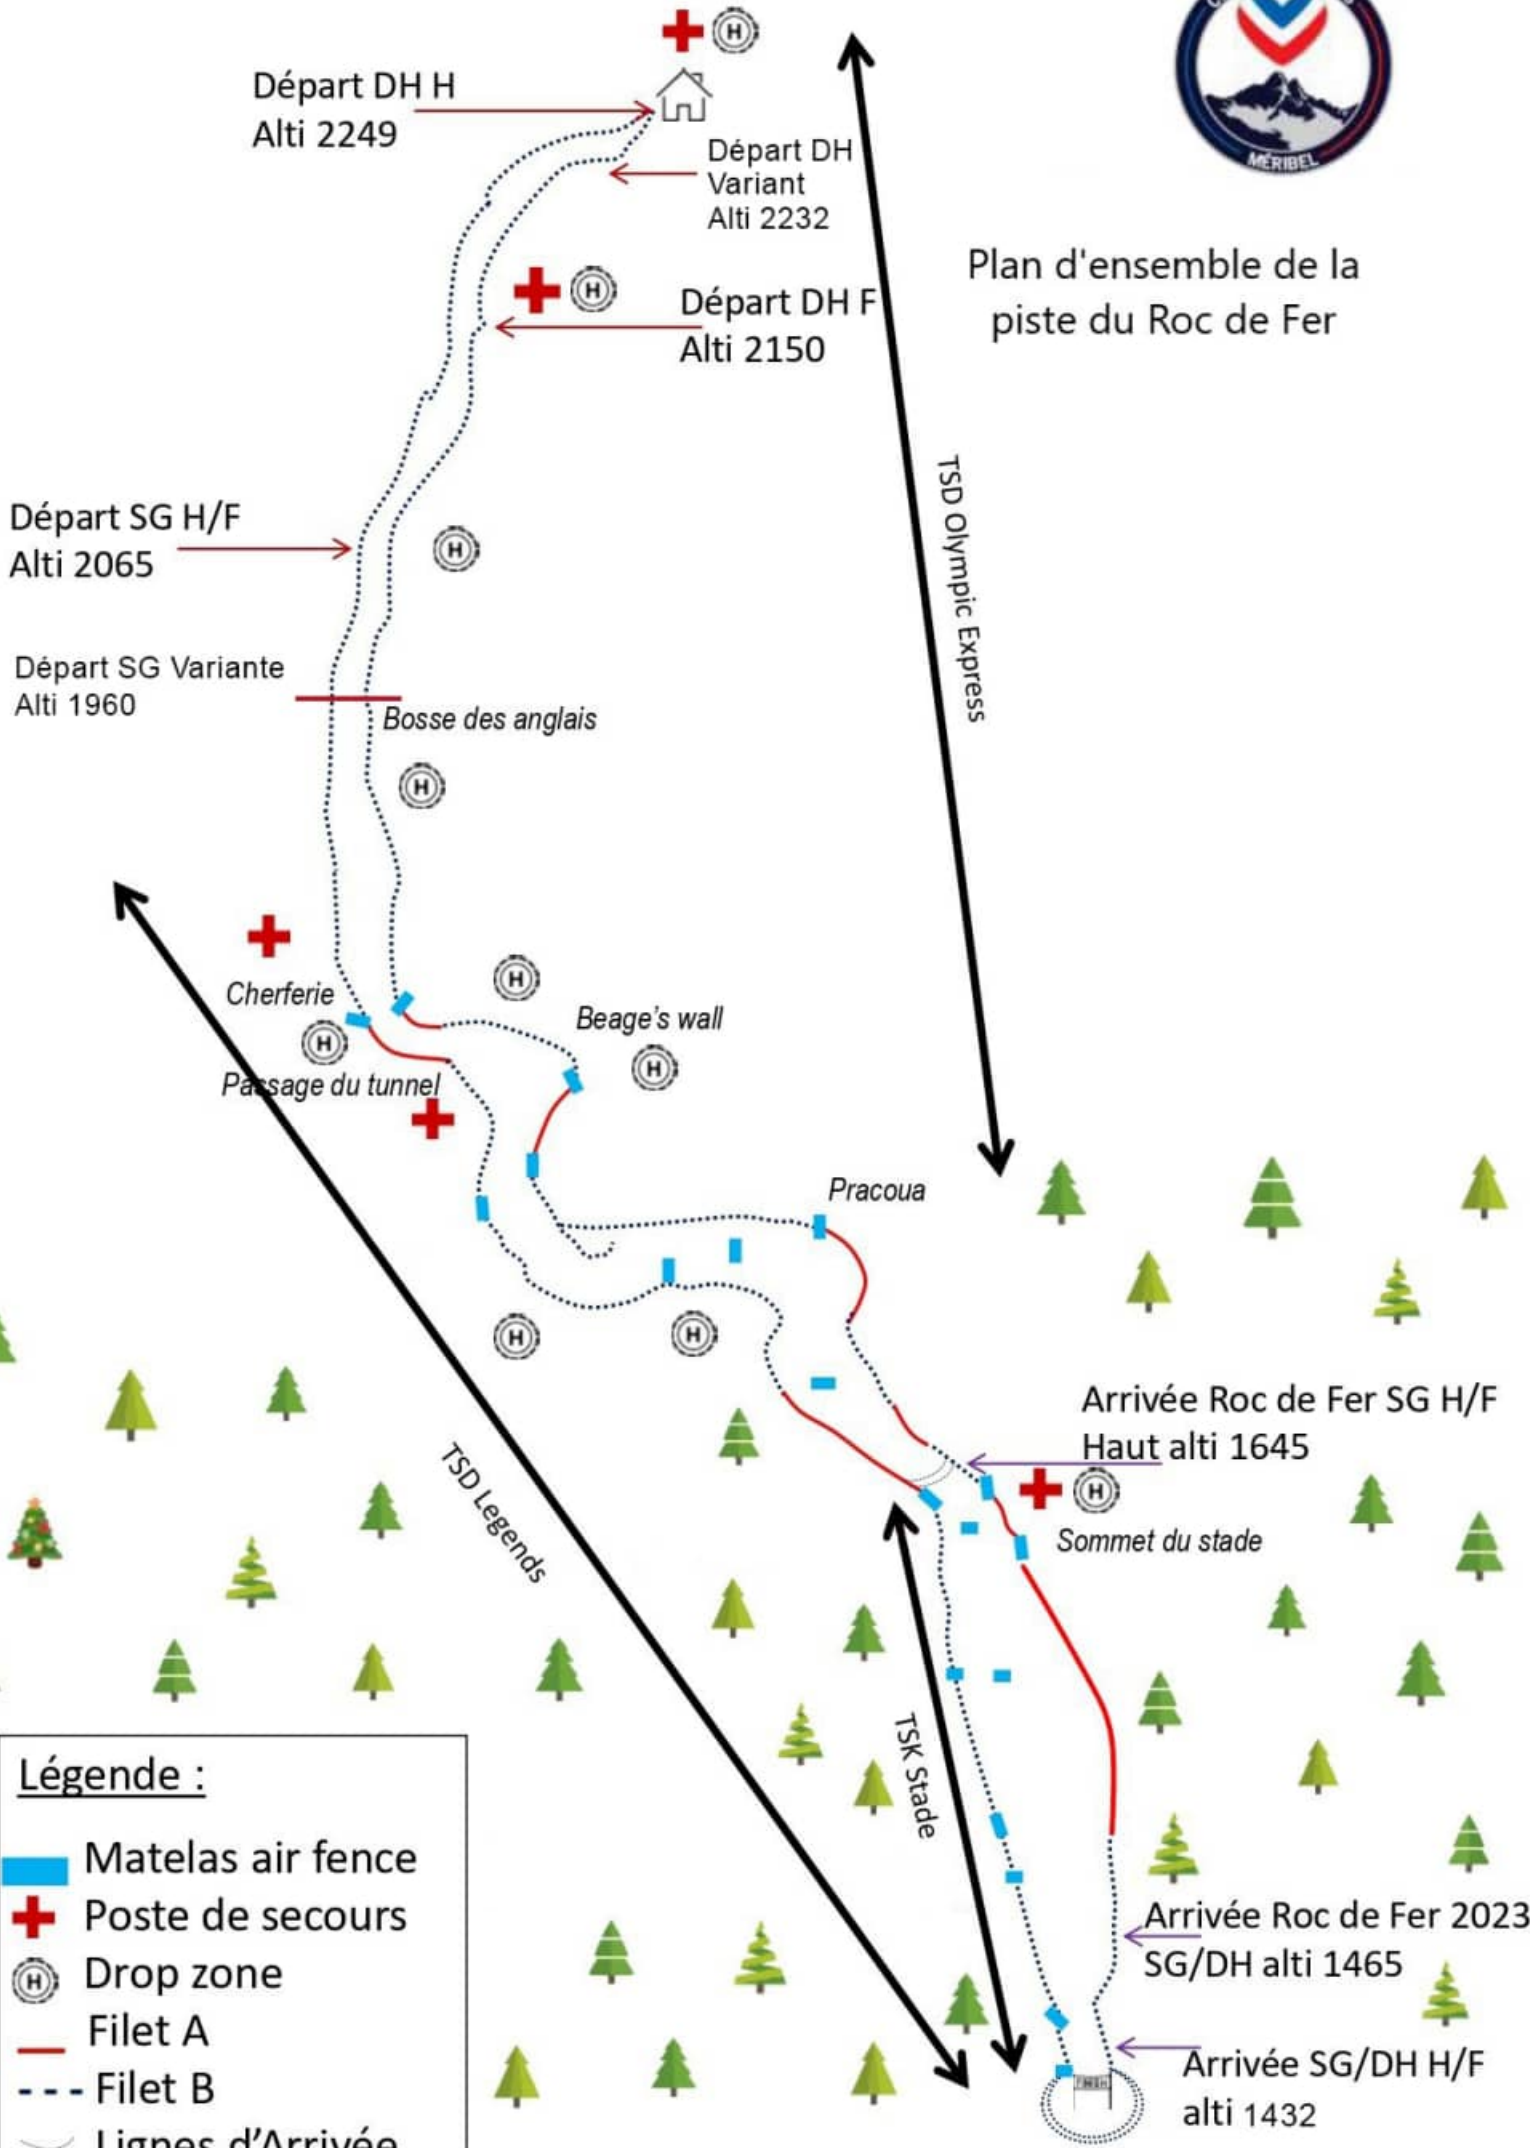 MÉRIBEL
Départ DH H
Alti 2249
Départ DH
Variant
Alti 2232
Plan d'ensemble de la
piste du Roc de Fer
Départ DH F
Alti 2150
TSD Olympic Express
Départ SG H/F
Alti 2065
Départ SG Variante
Alti 1960
Bosse des anglais
Cherferie
Beage's wall
Passage du tunnel
Pracoua
Arrivée Roc de Fer SG H/F
Haut alti 1645
Sommet du stade
TSD Legends
TSK Stade
Légende :
Matelas air fence
Poste de secours
H Drop zone
Filet A
Filet B
Lignes d'Arrivée
Arrivée Roc de Fer 2023
SG/DH alti 1465
Arrivée SG/DH H/F
alti 1432